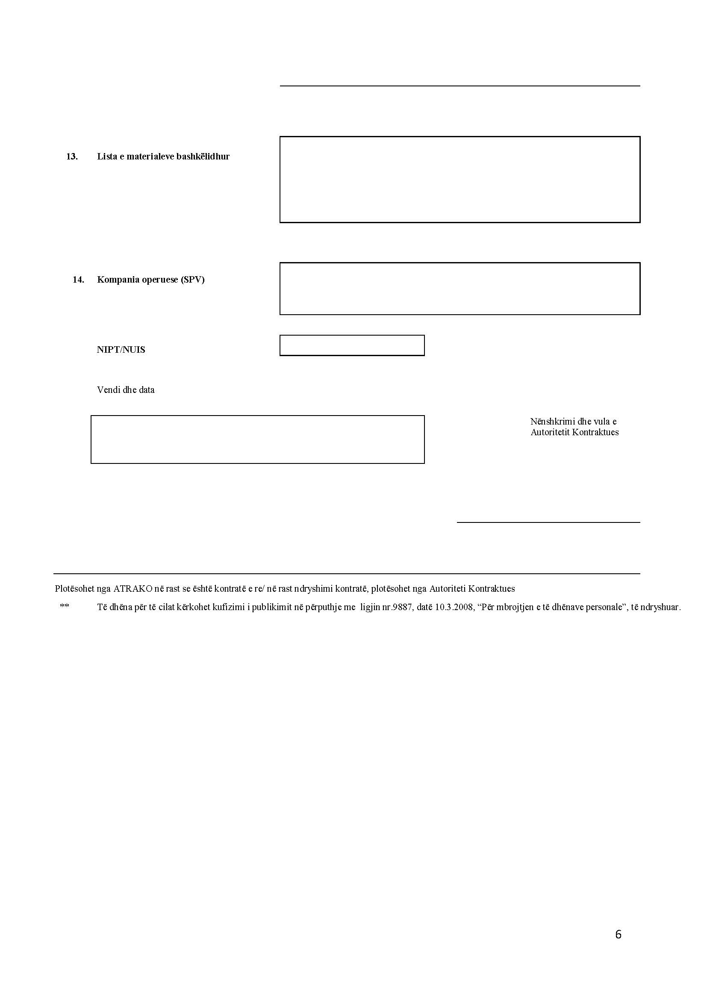 13. Lista e materialeve bashkëlidhur
14. Kompania operuese (SPV)
NIPT/NUIS
Vendi dhe data
Nënshkrimi dhe vula e
Autoritetit Kontraktues
Plotësohet nga ATRAKO në rast se është kontratë e re/ në rast ndryshimi kontratë, plotësohet nga Autoriteti Kontraktues
** Të dhëna për të cilat kërkohet kufizimi i publikimit në përputhje me ligjin nr.9887, datë 10.3.2008, “Për mbrojtjen e të dhënave personale”, të ndryshuar.
6